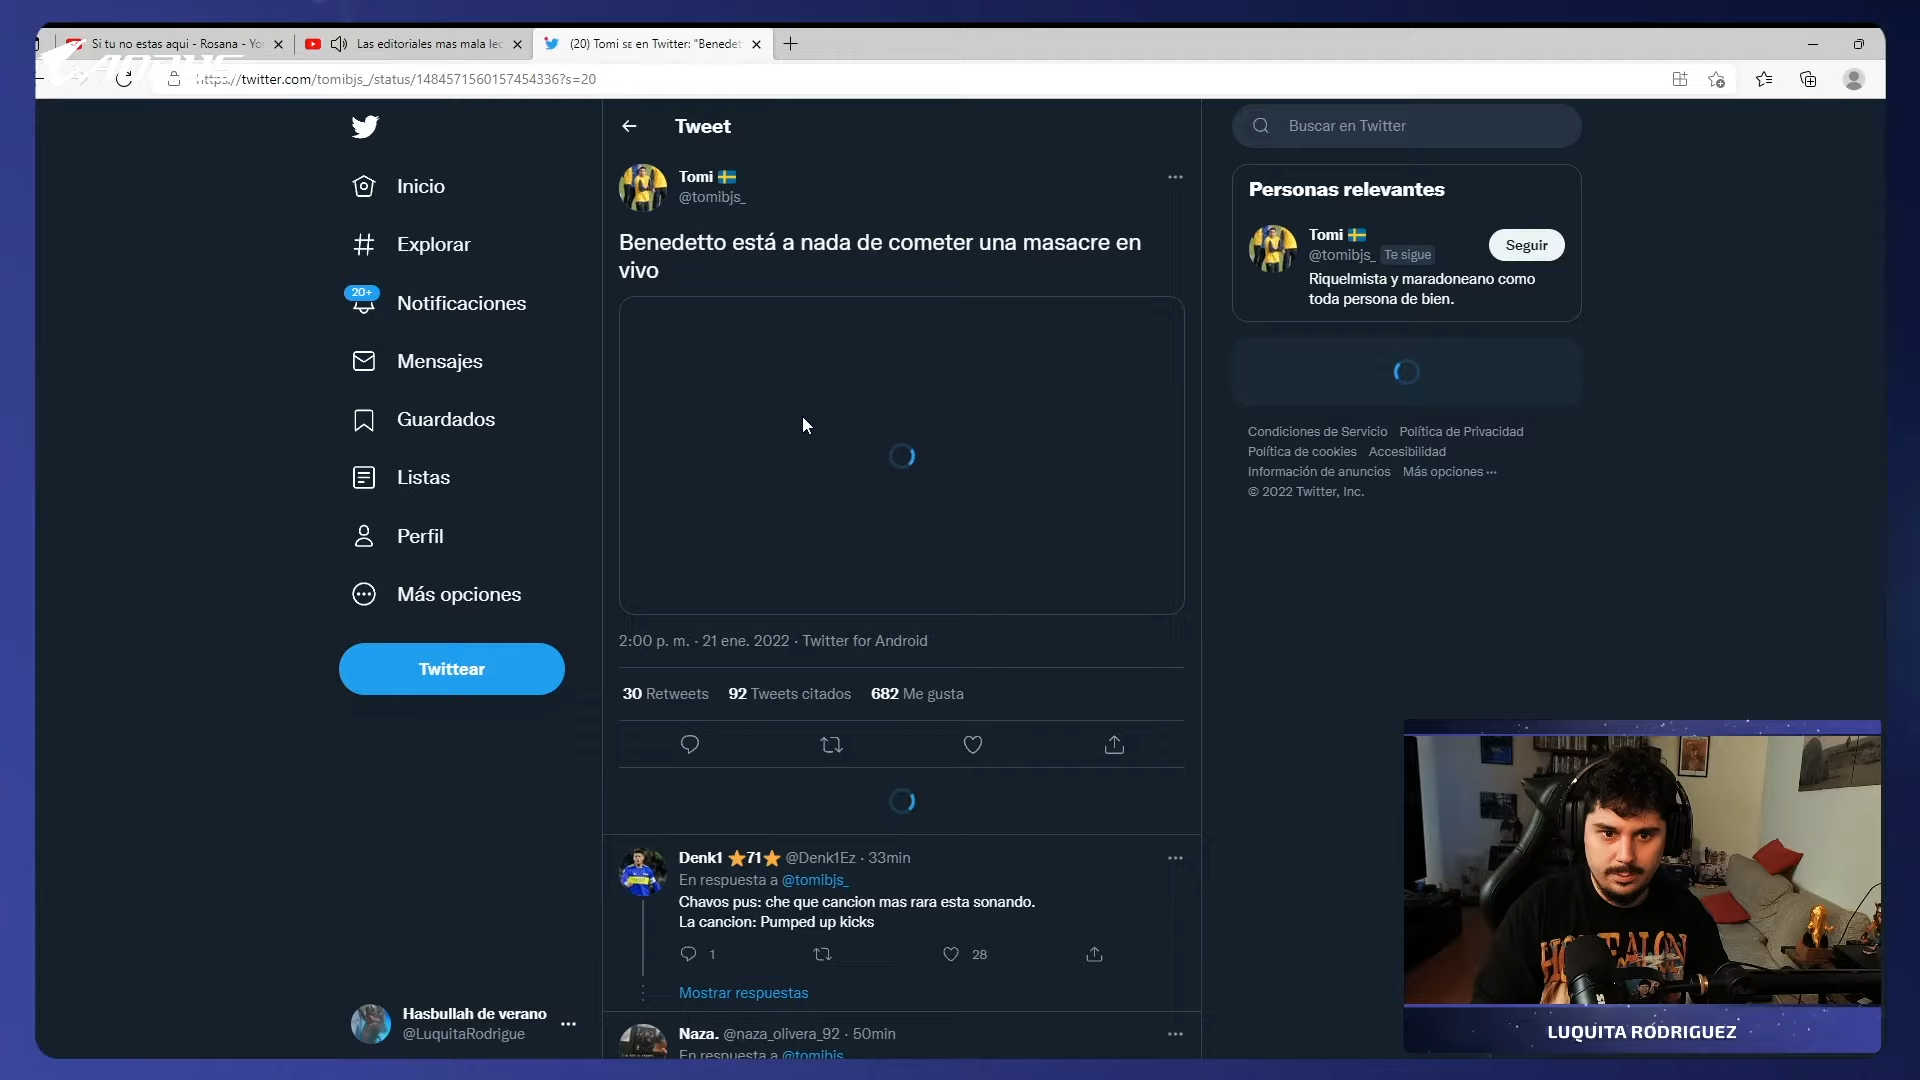 Si tu no estas aqui - Rosana - Yo
Las editoriales mas mala lec
(20) Tomi sᴇ en Twitter: "Benedet
https://twitter.com/tomibjs_/status/1484571560157454336?s=20
Tweet
Buscar en Twitter
Tomi
@tomibjs_
Inicio
Explorar
20+
Notificaciones
Mensajes
Guardados
Listas
Perfil
Más opciones
Twittear
Hasbullah de verano
@LuquitaRodrigue
Benedetto está a nada de cometer una masacre en
vivo
2:00 p. m. · 21 ene. 2022 · Twitter for Android
30 Retweets 92 Tweets citados 682 Me gusta
Denk1 ⭐71⭐ @Denk1Ez · 33min
En respuesta a @tomibjs_
Chavos pus: che que cancion mas rara esta sonando.
La cancion: Pumped up kicks
1
28
Mostrar respuestas
Naza. @naza_olivera_92 · 50min
En respuesta a @tomibjs_
Personas relevantes
Tomi
@tomibjs_ Te sigue
Seguir
Riquelmista y maradoneano como
toda persona de bien.
Condiciones de Servicio Política de Privacidad
Política de cookies Accesibilidad
Información de anuncios Más opciones ···
© 2022 Twitter, Inc.
LUQUITA RODRIGUEZ